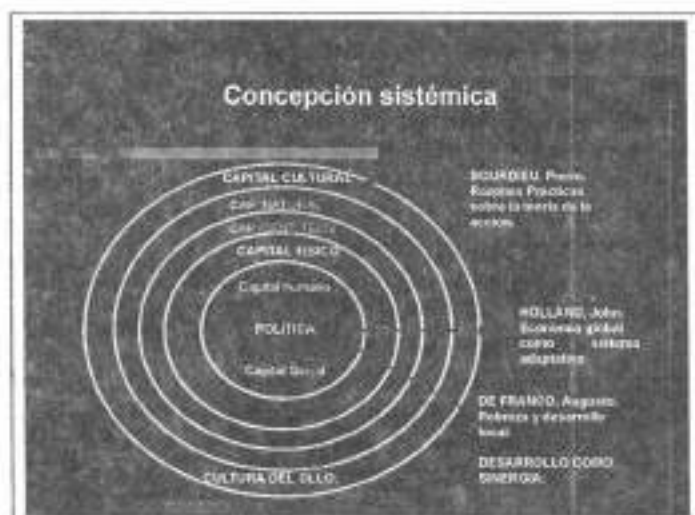 Concepción sistémica
CAPITAL CULTURAL
CAPITAL FISICO
Capital humano
POLÍTICA
Capital Social
CULTURA DEL DLLO.
BOURDIEU, Pierre.
Razones Prácticas
sobre la teoría de la
acción.
HOLLAND, John.
Economía global
como sistema
adaptativo
DE FRANCO, Augusto.
Pobreza y desarrollo
local
DESARROLLO COMO
SINERGIA.